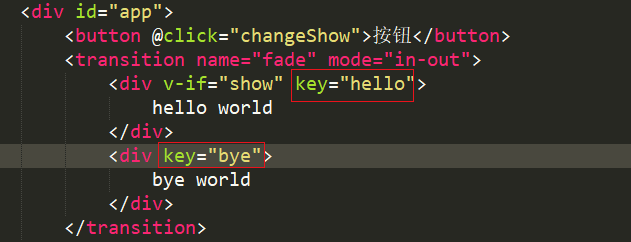 <div id="app">
<button @click="changeShow">按钮</button>
<transition name="fade" mode="in-out">
<div v-if="show" key="hello">
hello world
</div>
<div key="bye">
bye world
</div>
</transition>